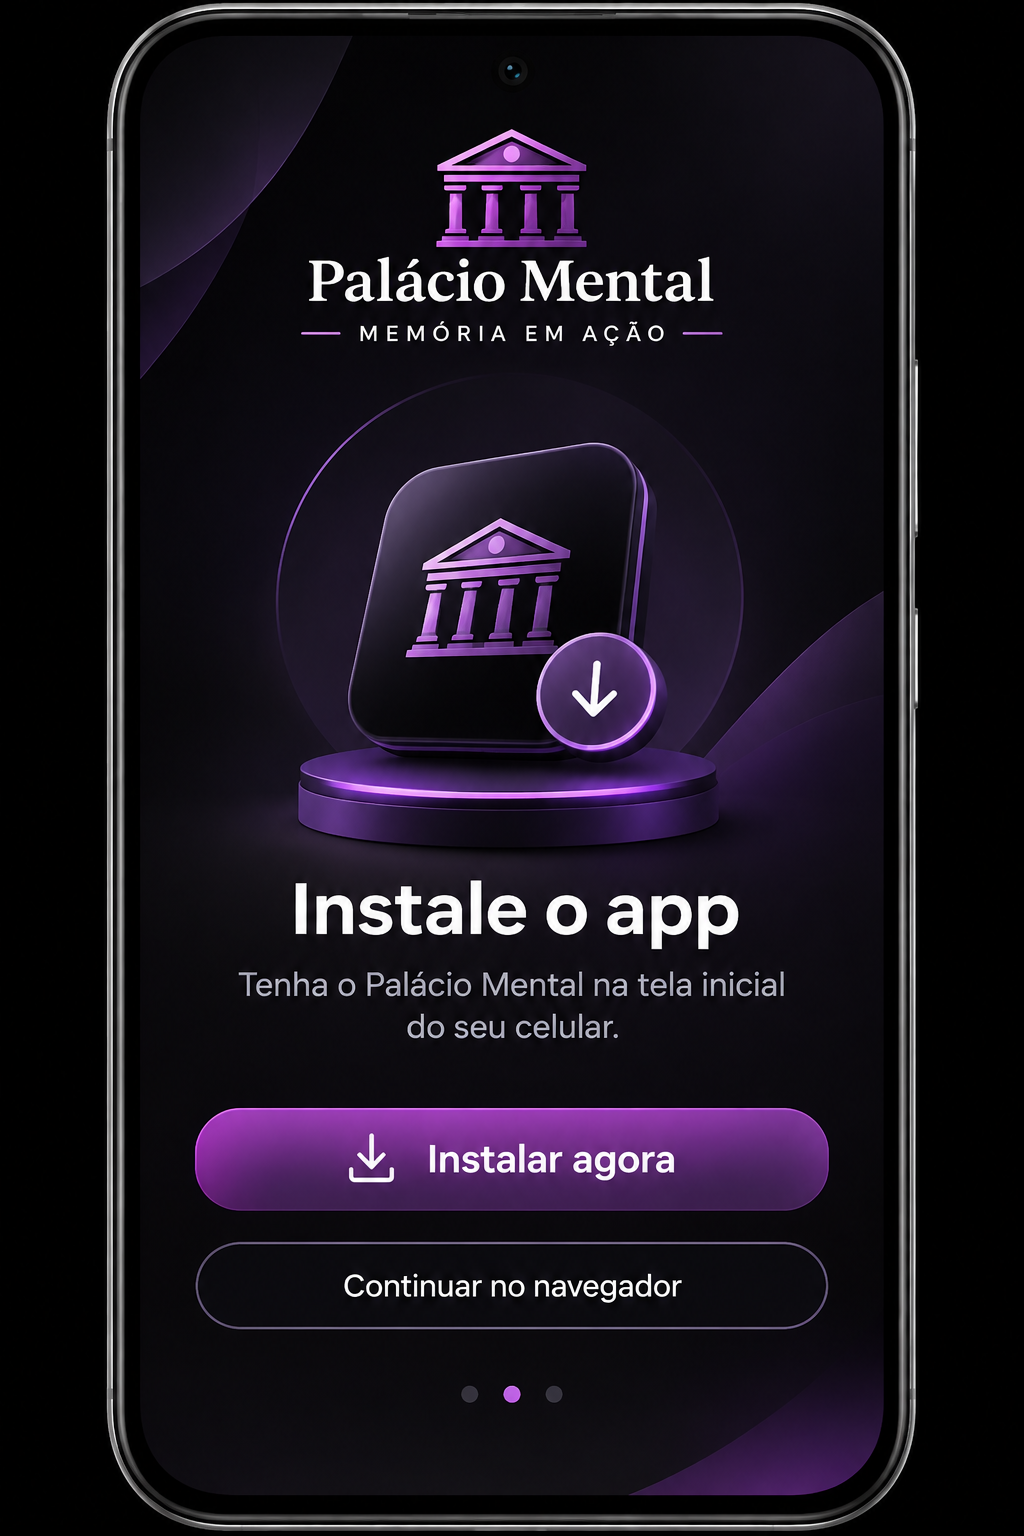 Palácio Mental
MEMÓRIA EM AÇÃO
Instale o app
Tenha o Palácio Mental na tela inicial
do seu celular.
Instalar agora
Continuar no navegador